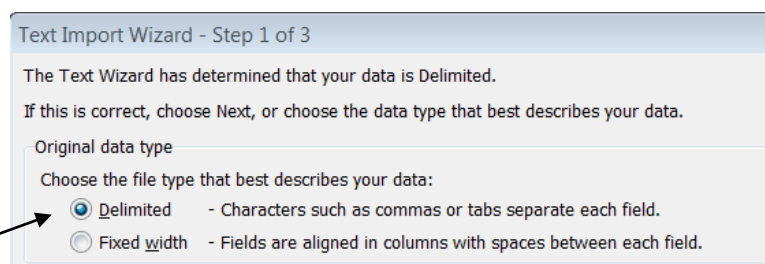 Text Import Wizard - Step 1 of 3
The Text Wizard has determined that your data is Delimited.
If this is correct, choose Next, or choose the data type that best describes your data.
Original data type
Choose the file type that best describes your data:
Delimited - Characters such as commas or tabs separate each field.
Fixed width - Fields are aligned in columns with spaces between each field.